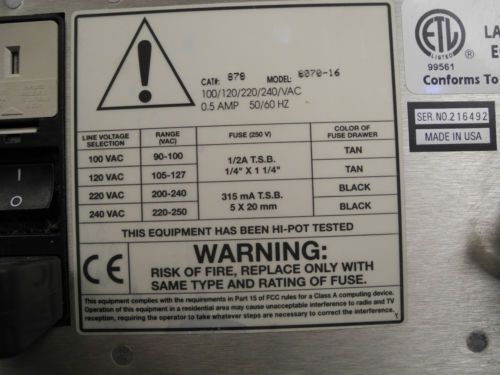 CAT#: 878 MODEL: 8070-16
100/120/220/240/VAC
0.5 AMP 50/60 HZ
LINE VOLTAGE SELECTION RANGE (VAC) FUSE (250 V) COLOR OF FUSE DRAWER
100 VAC 90-100 1/2A T.S.B. TAN
120 VAC 105-127 1/4" X 1 1/4" TAN
220 VAC 200-240 315 mA T.S.B. BLACK
240 VAC 220-250 5 X 20 mm BLACK
THIS EQUIPMENT HAS BEEN HI-POT TESTED
CE
WARNING:
RISK OF FIRE, REPLACE ONLY WITH
SAME TYPE AND RATING OF FUSE.
This equipment complies with the requirements in Part 15 of FCC rules for a Class A computing device.
Operation of this equipment in a residential area may cause unacceptable interference to radio and TV
reception, requiring the operator to take whatever steps are necessary to correct the interference.
ETL
LISTED
99561
LA
E
Conforms To
SER. NO. 216492
MADE IN USA